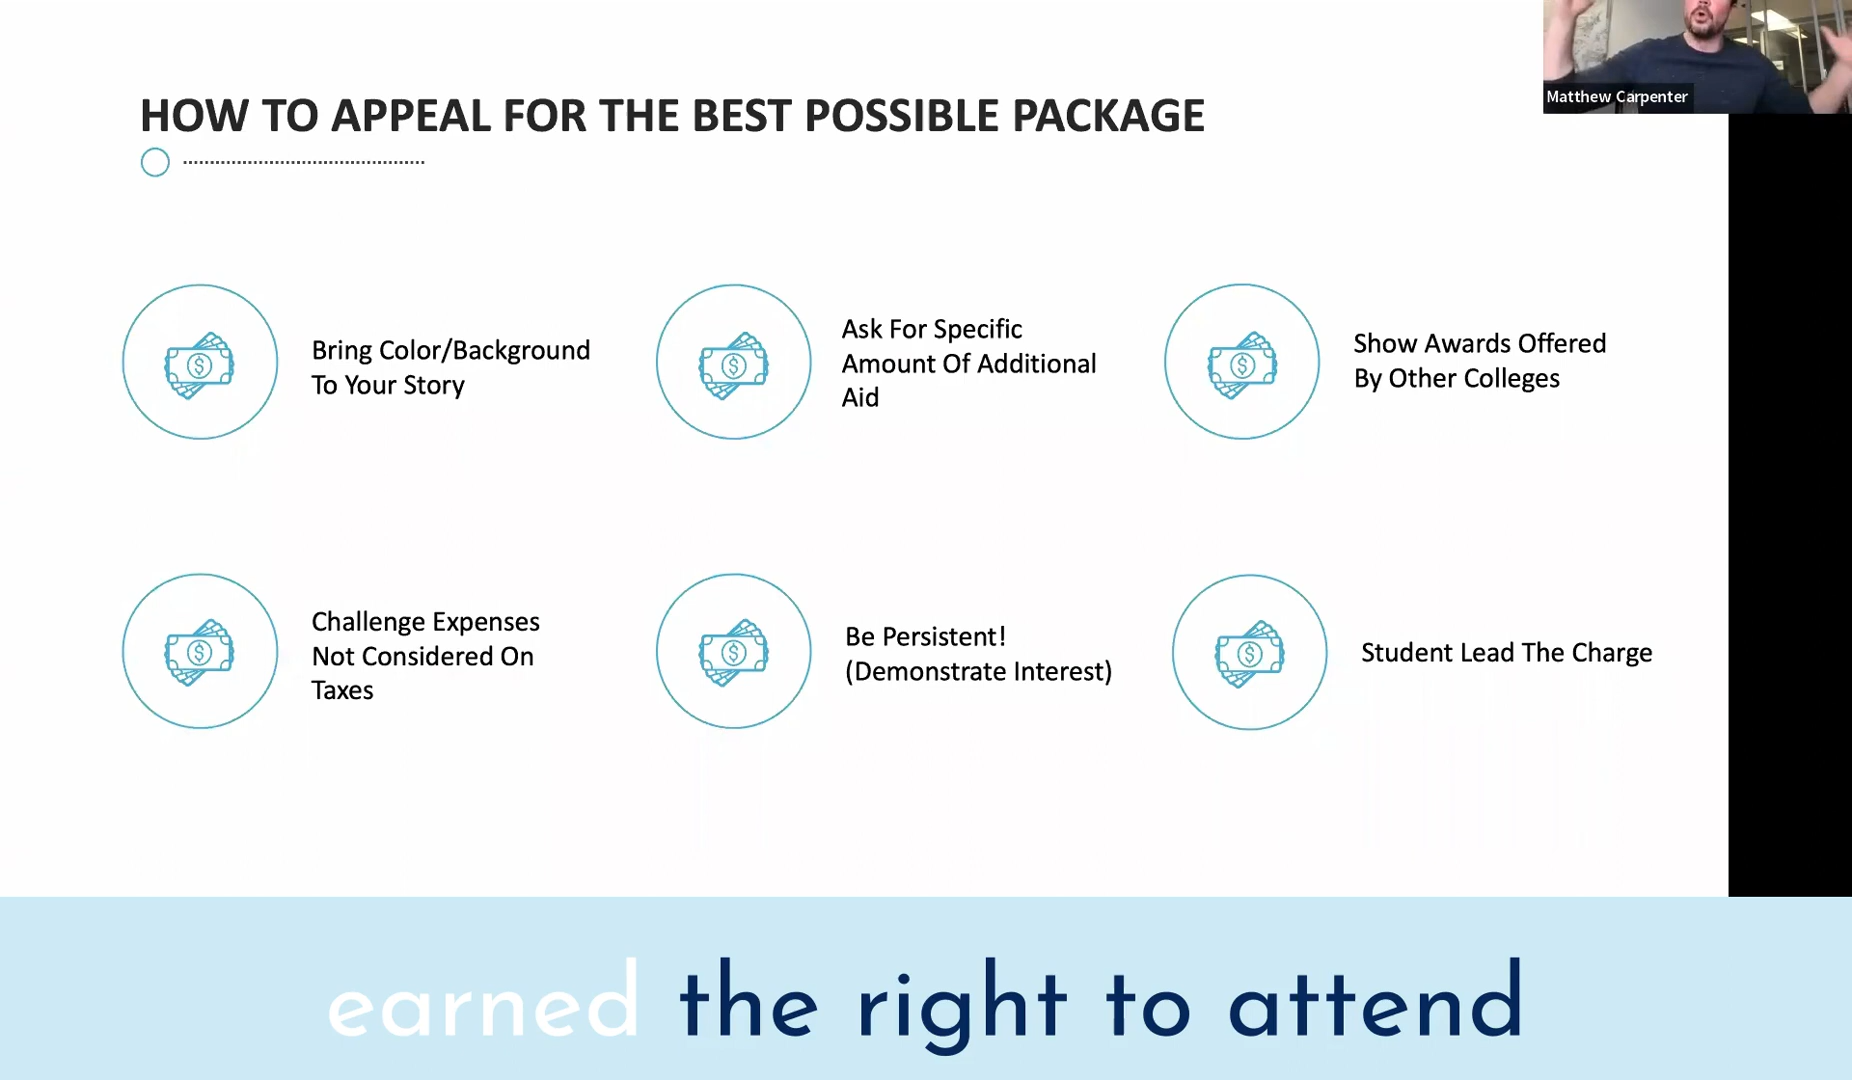 Matthew Carpenter
HOW TO APPEAL FOR THE BEST POSSIBLE PACKAGE
Bring Color/Background
To Your Story
Ask For Specific
Amount Of Additional
Aid
Show Awards Offered
By Other Colleges
Challenge Expenses
Not Considered On
Taxes
Be Persistent!
(Demonstrate Interest)
Student Lead The Charge
earned the right to attend